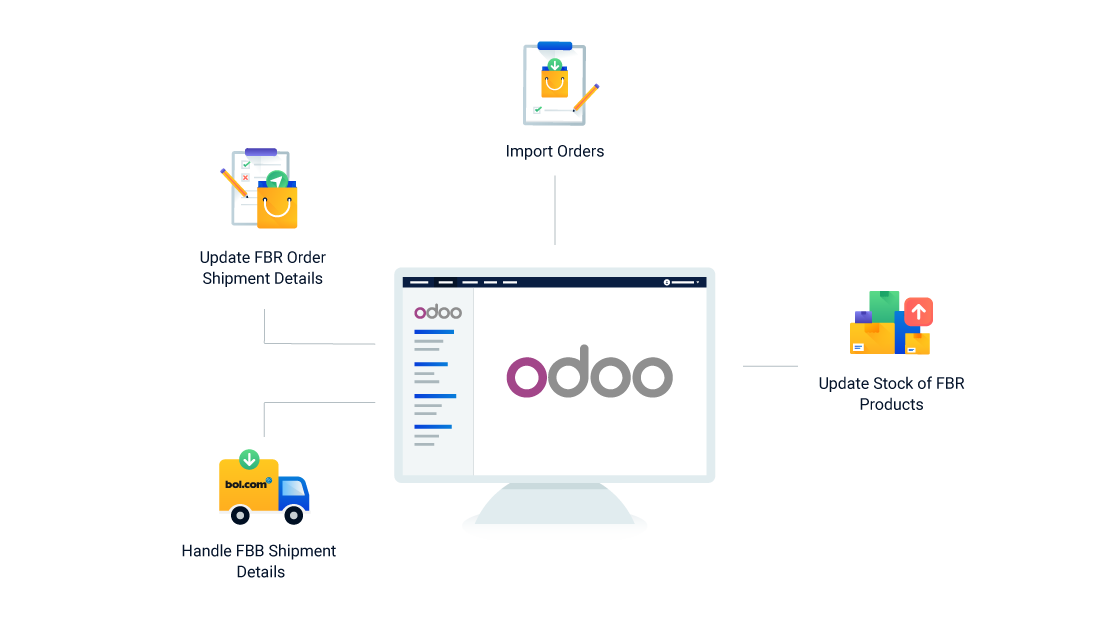 Import Orders
Update FBR Order
Shipment Details
odoo
odoo
Update Stock of FBR
Products
bol.com
Handle FBB Shipment
Details